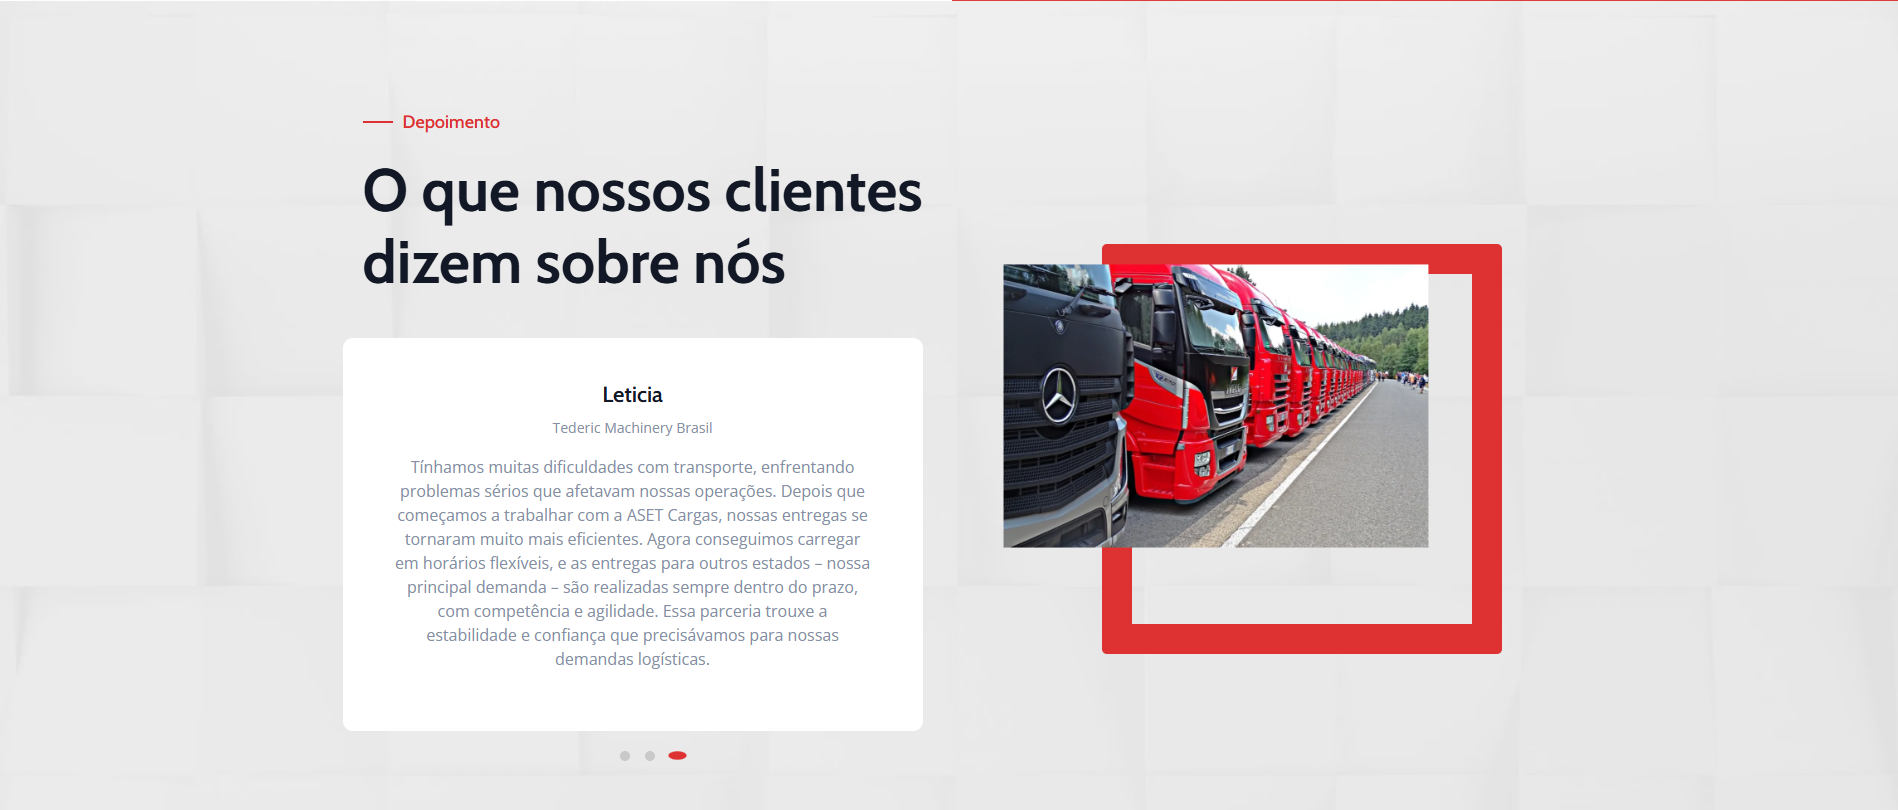 Depoimento
O que nossos clientes
dizem sobre nós
Leticia
Tederic Machinery Brasil
Tínhamos muitas dificuldades com transporte, enfrentando
problemas sérios que afetavam nossas operações. Depois que
começamos a trabalhar com a ASET Cargas, nossas entregas se
tornaram muito mais eficientes. Agora conseguimos carregar
em horários flexíveis, e as entregas para outros estados – nossa
principal demanda – são realizadas sempre dentro do prazo,
com competência e agilidade. Essa parceria trouxe a
estabilidade e confiança que precisávamos para nossas
demandas logísticas.